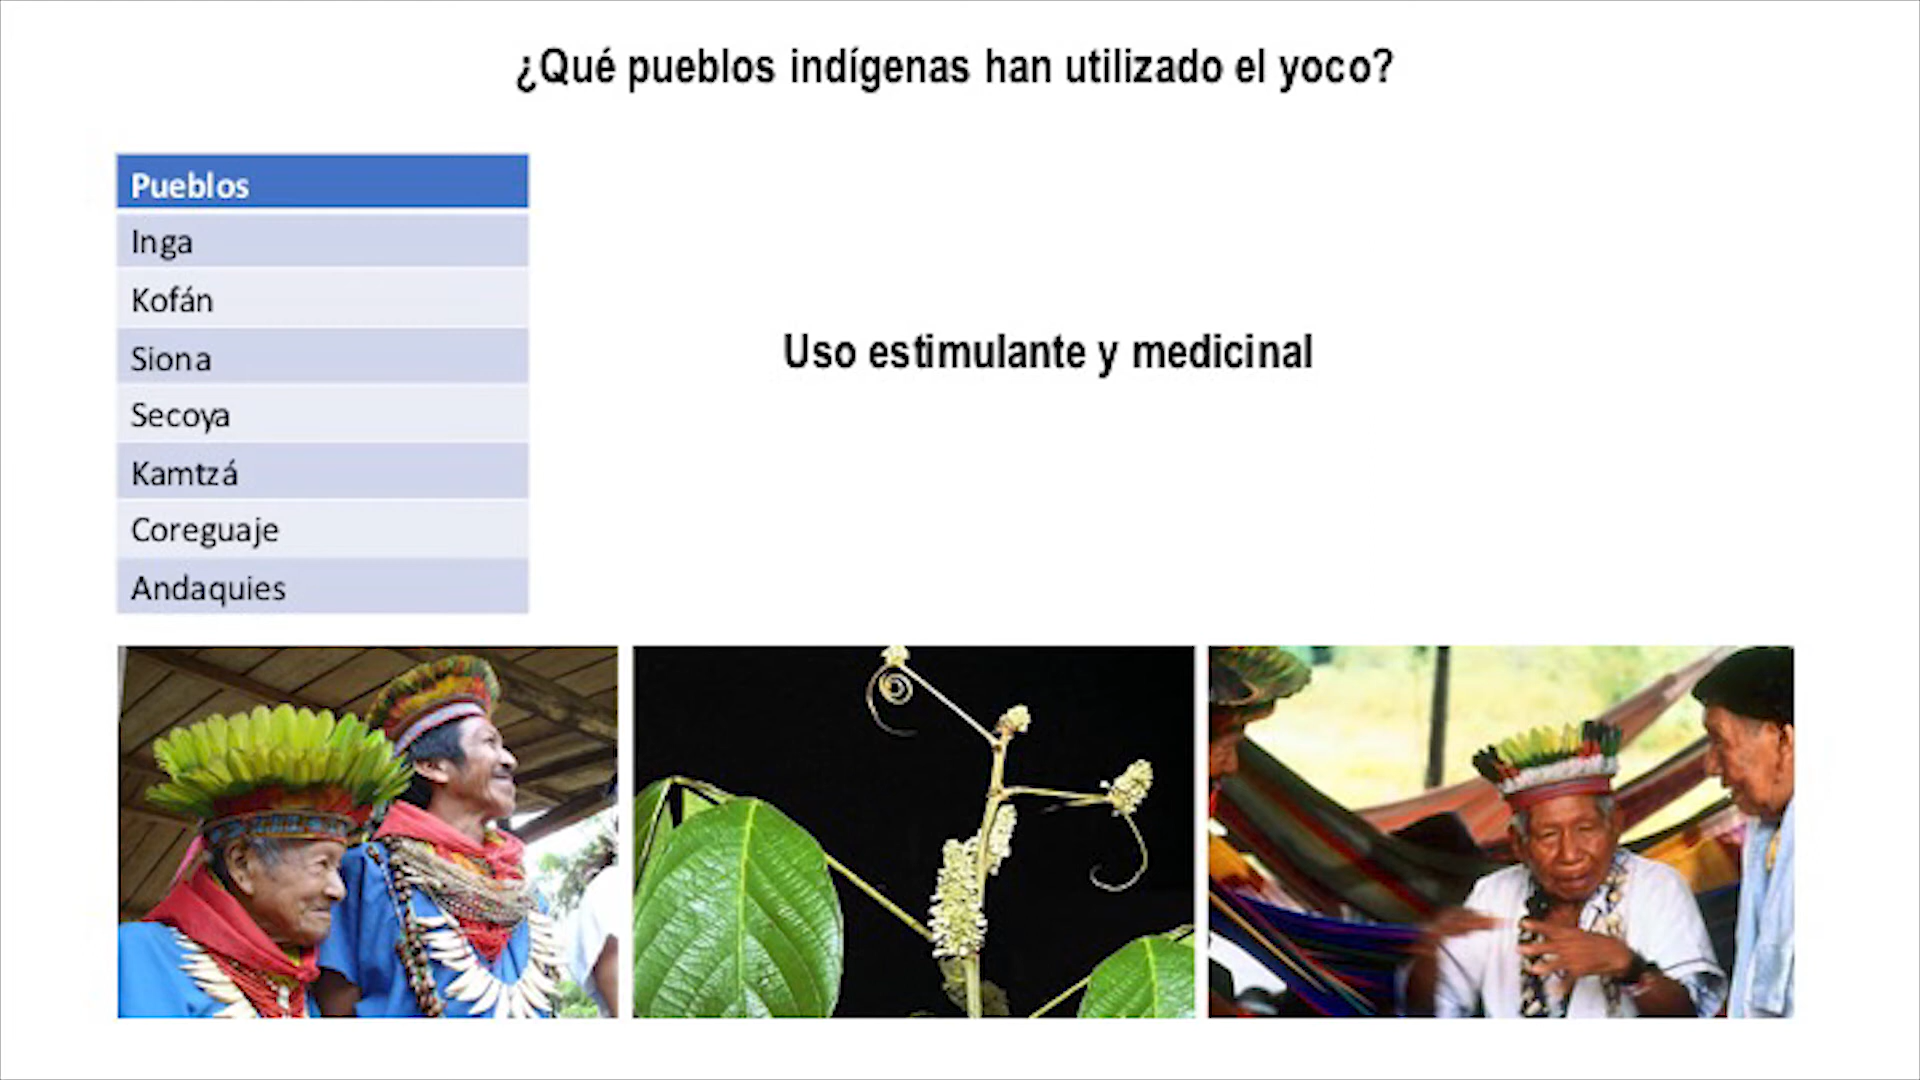 ¿Qué pueblos indígenas han utilizado el yoco?
Pueblos
Inga
Kofán
Siona
Secoya
Kamtzá
Coreguaje
Andaquies
Uso estimulante y medicinal